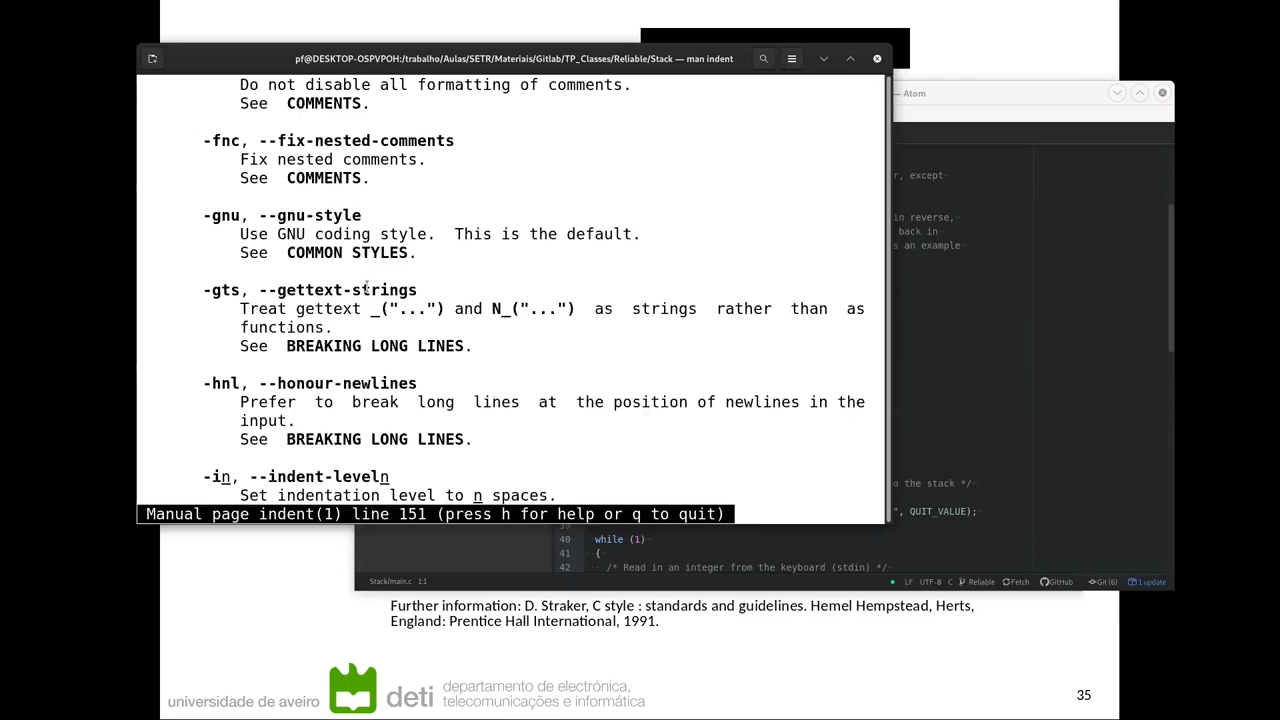 pf@DESKTOP-OSPVPOH:/trabalho/Aulas/SETR/Materiais/Gitlab/TP_Classes/Reliable/Stack — man indent
— Atom
Do not disable all formatting of comments.
See COMMENTS.
-fnc, --fix-nested-comments
Fix nested comments.
See COMMENTS.
-gnu, --gnu-style
Use GNU coding style. This is the default.
See COMMON STYLES.
-gts, --gettext-strings
Treat gettext _("...") and N_("...") as strings rather than as
functions.
See BREAKING LONG LINES.
-hnl, --honour-newlines
Prefer to break long lines at the position of newlines in the
input.
See BREAKING LONG LINES.
-in, --indent-leveln
Set indentation level to n spaces.
Manual page indent(1) line 151 (press h for help or q to quit)
r, except
in reverse,
back in
s an example
o the stack */
", QUIT_VALUE);
39
40 while (1)
41 {
42 /* Read in an integer from the keyboard (stdin) */
Stack/main.c 1:1 LF UTF-8 C Reliable Fetch GitHub Git (6) 1 update
Further information: D. Straker, C style : standards and guidelines. Hemel Hempstead, Herts,
England: Prentice Hall International, 1991.
universidade de aveiro deti departamento de electrónica,
telecomunicações e informática
35